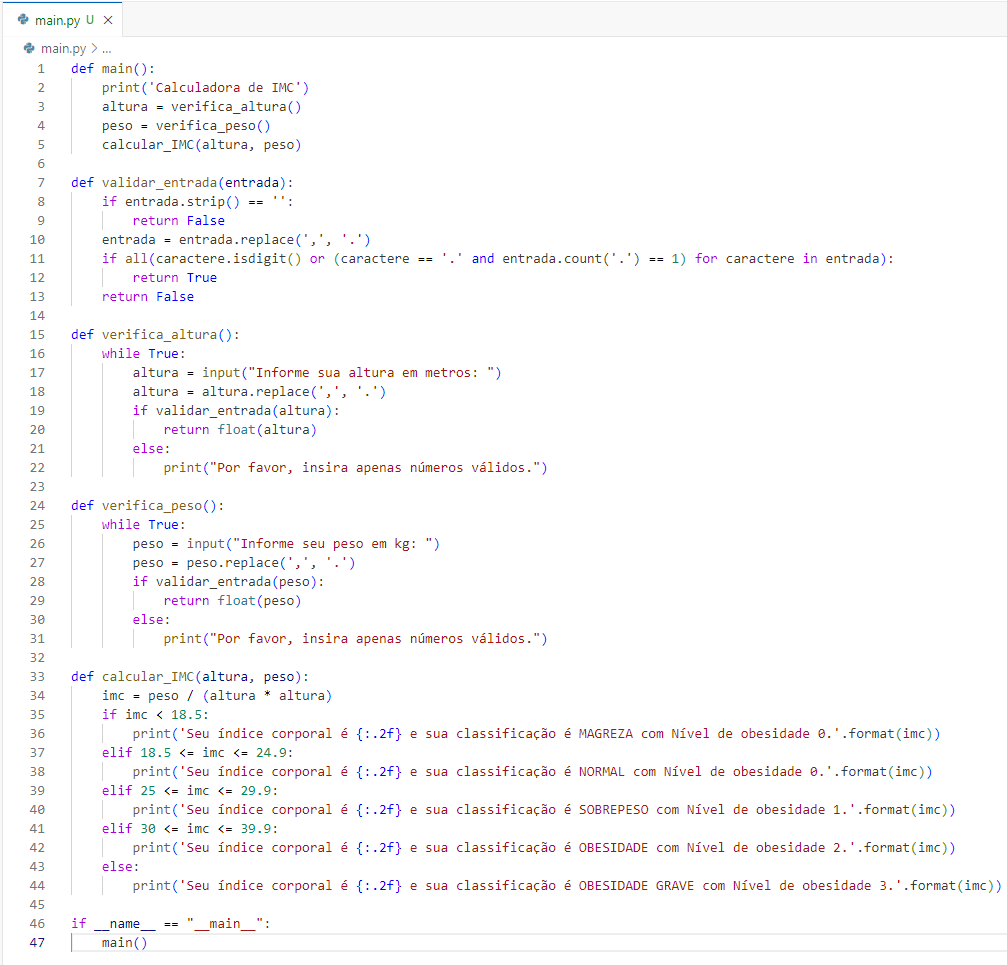 main.py U ×
main.py > ...
1 def main():
2     print('Calculadora de IMC')
3     altura = verifica_altura()
4     peso = verifica_peso()
5     calcular_IMC(altura, peso)
6
7 def validar_entrada(entrada):
8     if entrada.strip() == '':
9         return False
10     entrada = entrada.replace(',', '.')
11     if all(caractere.isdigit() or (caractere == '.' and entrada.count('.') == 1) for caractere in entrada):
12         return True
13     return False
14
15 def verifica_altura():
16     while True:
17         altura = input("Informe sua altura em metros: ")
18         altura = altura.replace(',', '.')
19         if validar_entrada(altura):
20             return float(altura)
21         else:
22             print("Por favor, insira apenas números válidos.")
23
24 def verifica_peso():
25     while True:
26         peso = input("Informe seu peso em kg: ")
27         peso = peso.replace(',', '.')
28         if validar_entrada(peso):
29             return float(peso)
30         else:
31             print("Por favor, insira apenas números válidos.")
32
33 def calcular_IMC(altura, peso):
34     imc = peso / (altura * altura)
35     if imc < 18.5:
36         print('Seu índice corporal é {:.2f} e sua classificação é MAGREZA com Nível de obesidade 0.'.format(imc))
37     elif 18.5 <= imc <= 24.9:
38         print('Seu índice corporal é {:.2f} e sua classificação é NORMAL com Nível de obesidade 0.'.format(imc))
39     elif 25 <= imc <= 29.9:
40         print('Seu índice corporal é {:.2f} e sua classificação é SOBREPESO com Nível de obesidade 1.'.format(imc))
41     elif 30 <= imc <= 39.9:
42         print('Seu índice corporal é {:.2f} e sua classificação é OBESIDADE com Nível de obesidade 2.'.format(imc))
43     else:
44         print('Seu índice corporal é {:.2f} e sua classificação é OBESIDADE GRAVE com Nível de obesidade 3.'.format(imc))
45
46 if __name__ == "__main__":
47     main()